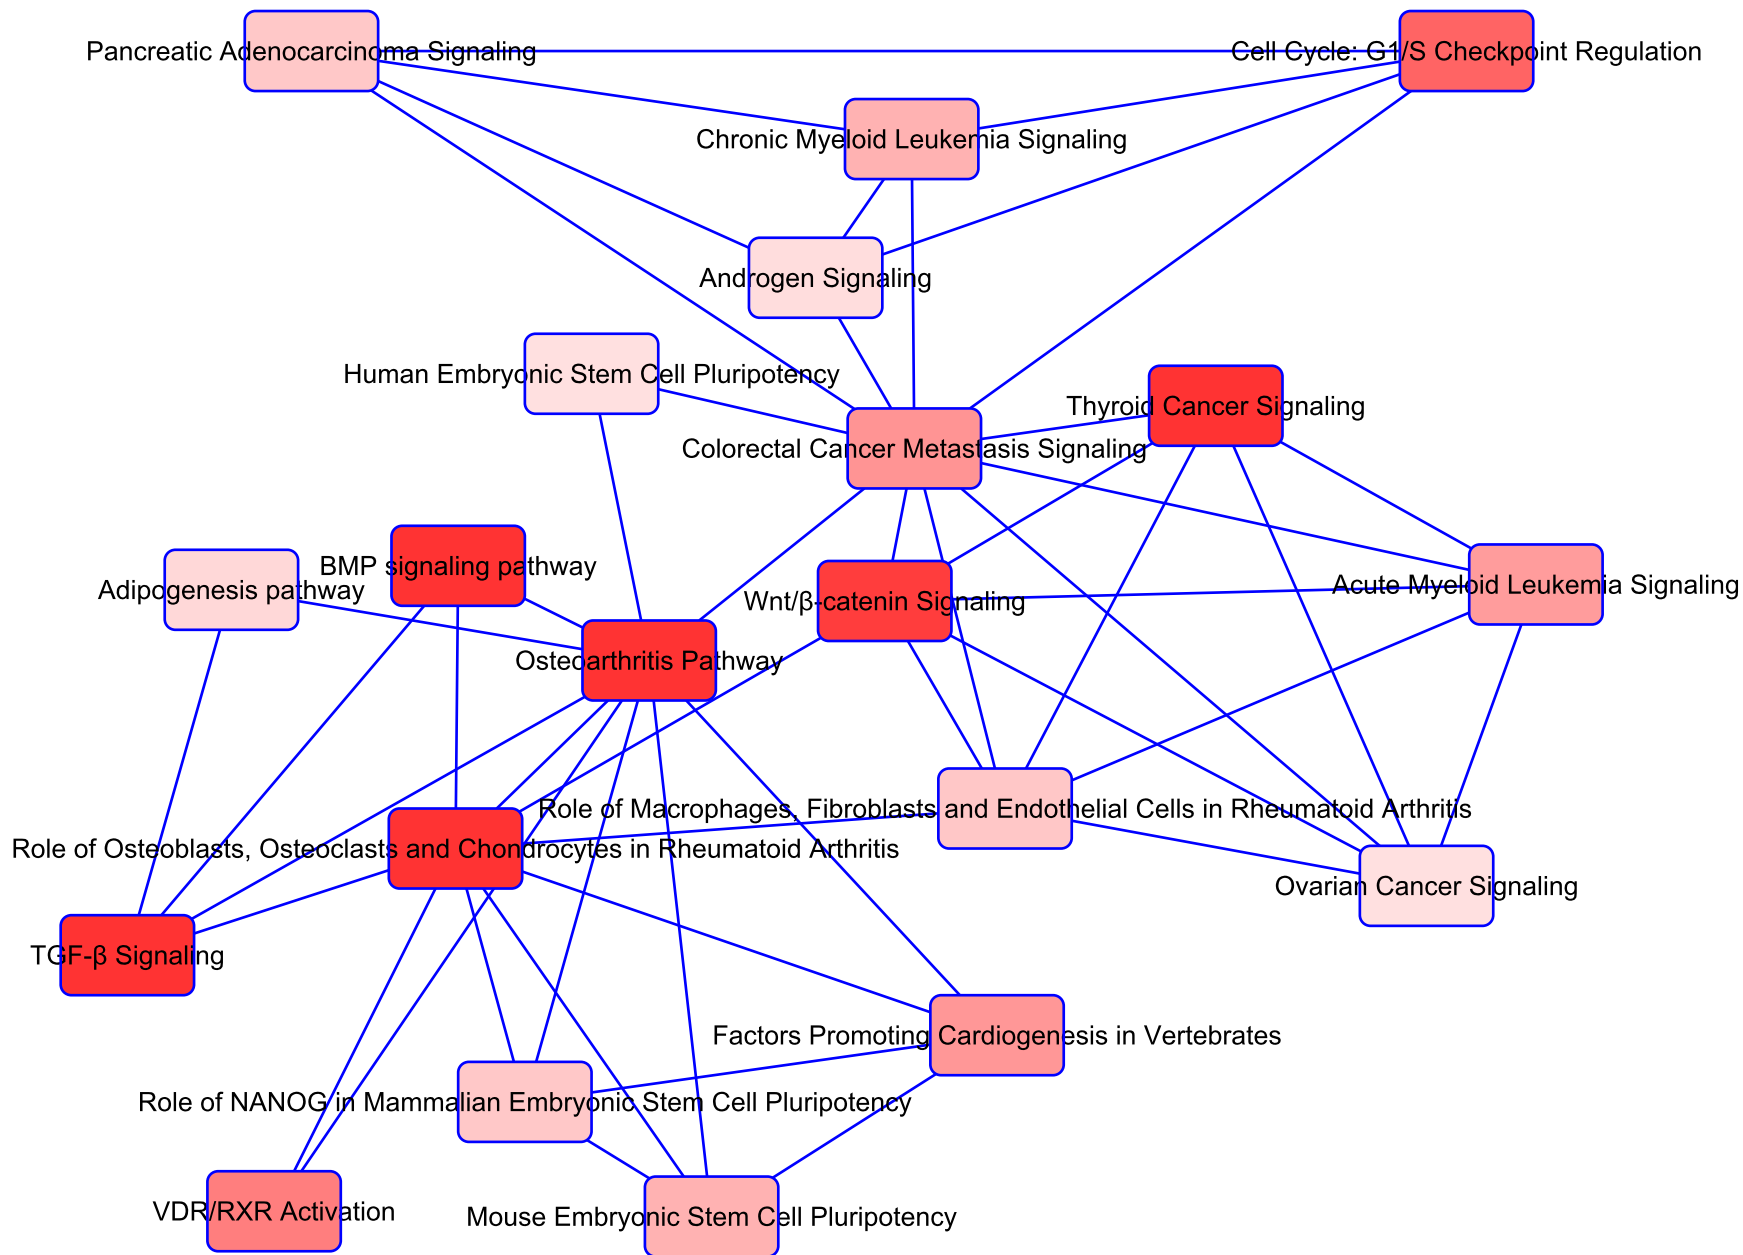 Pancreatic Adenocarcinoma Signaling
Cell Cycle: G1/S Checkpoint Regulation
Chronic Myeloid Leukemia Signaling
Androgen Signaling
Human Embryonic Stem Cell Pluripotency
Thyroid Cancer Signaling
Colorectal Cancer Metastasis Signaling
BMP signaling pathway
Adipogenesis pathway
Acute Myeloid Leukemia Signaling
Wnt/β-catenin Signaling
Osteoarthritis Pathway
Role of Macrophages, Fibroblasts and Endothelial Cells in Rheumatoid Arthritis
Role of Osteoblasts, Osteoclasts and Chondrocytes in Rheumatoid Arthritis
Ovarian Cancer Signaling
TGF-β Signaling
Factors Promoting Cardiogenesis in Vertebrates
Role of NANOG in Mammalian Embryonic Stem Cell Pluripotency
VDR/RXR Activation
Mouse Embryonic Stem Cell Pluripotency